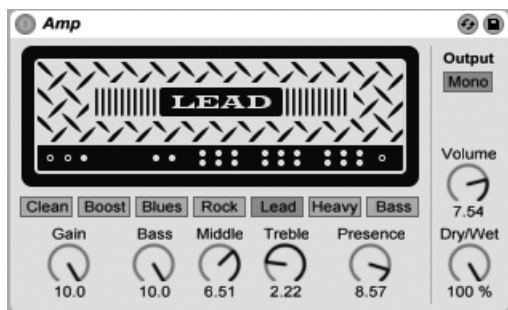 Amp
Output
Mono
LEAD
Volume
7.54
Clean Boost Blues Rock Lead Heavy Bass
Gain Bass Middle Treble Presence Dry/Wet
10.0 10.0 6.51 2.22 8.57 100 %